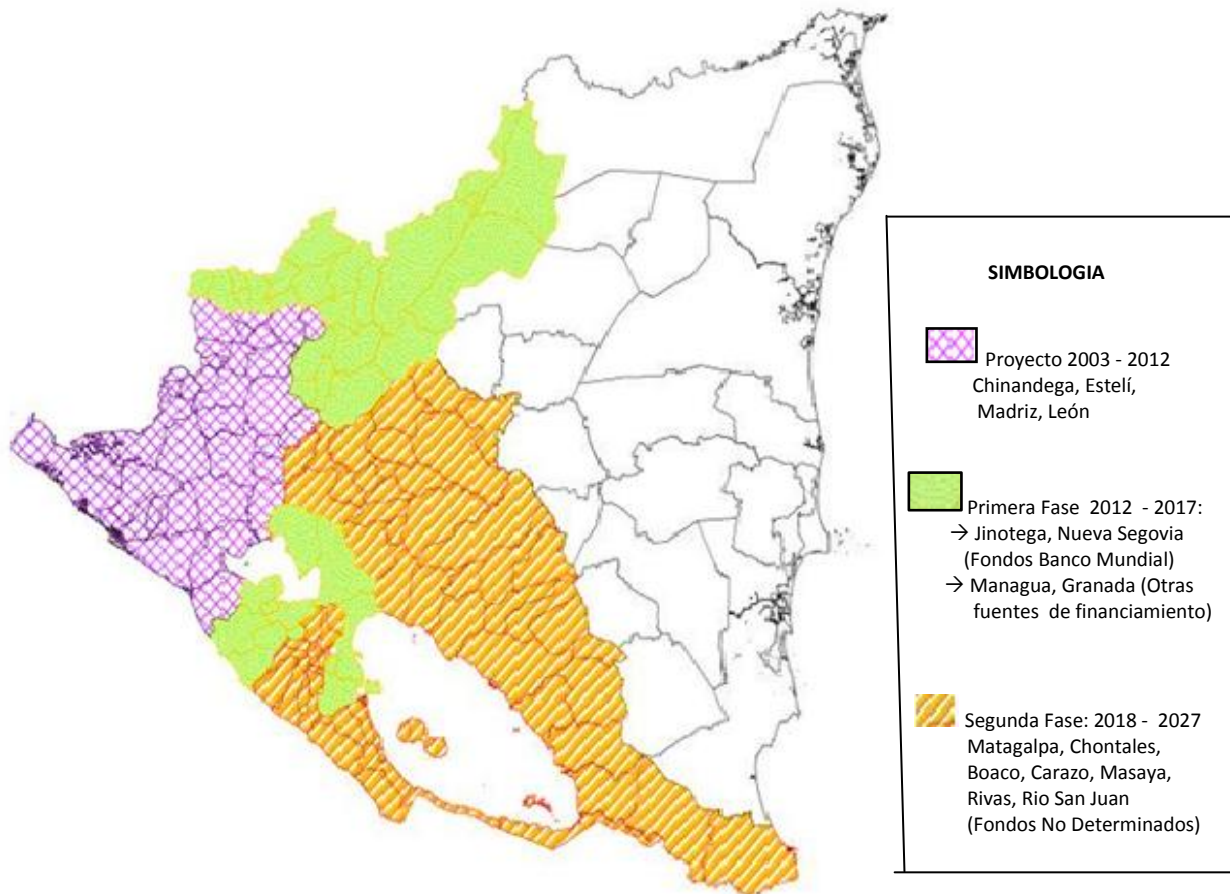 SIMBOLOGIA
Proyecto 2003 - 2012
Chinandega, Estelí,
Madriz, León
Primera Fase 2012 - 2017:
→ Jinotega, Nueva Segovia
(Fondos Banco Mundial)
→ Managua, Granada (Otras
fuentes de financiamiento)
Segunda Fase: 2018 - 2027
Matagalpa, Chontales,
Boaco, Carazo, Masaya,
Rivas, Rio San Juan
(Fondos No Determinados)